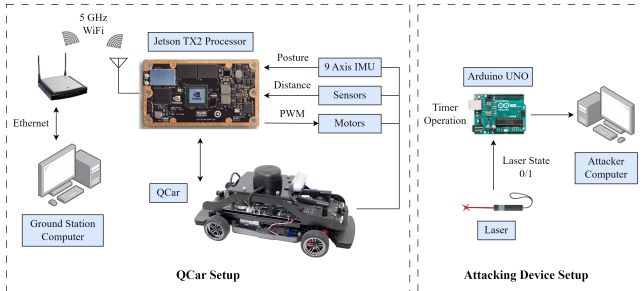 5 GHz
WiFi
Jetson TX2 Processor
Posture
9 Axis IMU
Distance
Sensors
PWM
Motors
Ethernet
QCar
Ground Station
Computer
QCar Setup
Arduino UNO
Timer
Operation
Laser State
0/1
Attacker
Computer
Laser
Attacking Device Setup